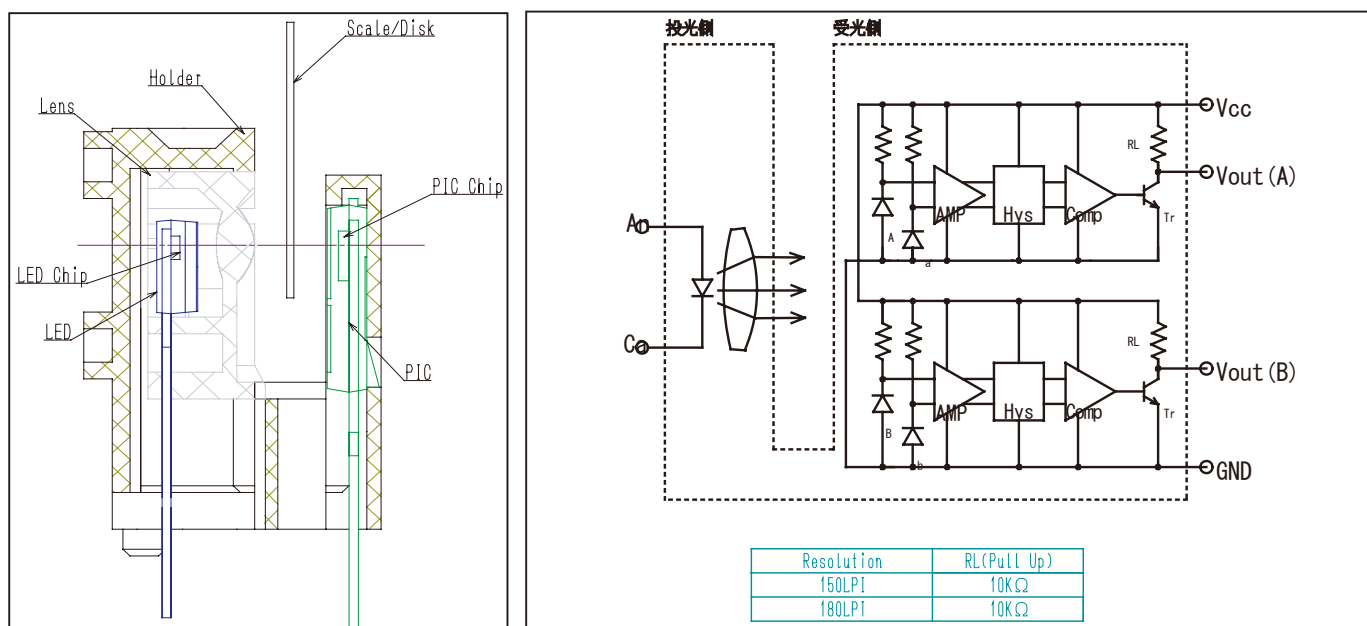 Scale/Disk
Holder
Lens
PIC Chip
LED Chip
LED
PIC
投光側
受光側
Vcc
RL
Vout(A)
An
AMP
Hys
Comp
Tr
A
a
Ca
RL
Vout(B)
AMP
Hys
Comp
Tr
B
b
GND
Resolution RL(Pull Up)
150LPI 10KΩ
180LPI 10KΩ